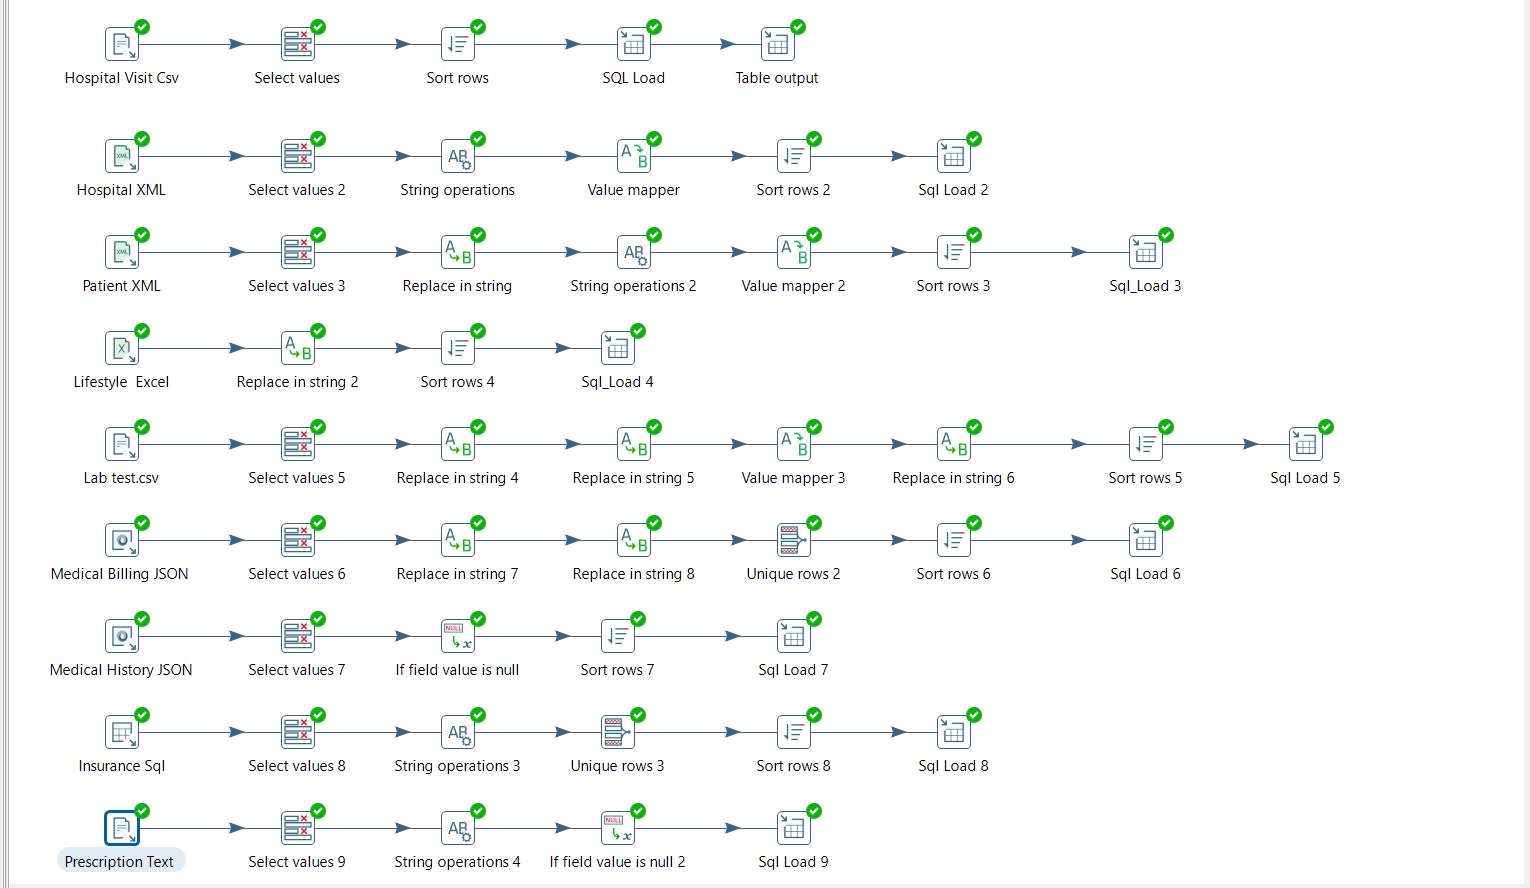 Hospital Visit Csv
Select values
Sort rows
SQL Load
Table output
Hospital XML
Select values 2
String operations
Value mapper
Sort rows 2
Sql Load 2
Patient XML
Select values 3
Replace in string
String operations 2
Value mapper 2
Sort rows 3
Sql_Load 3
Lifestyle  Excel
Replace in string 2
Sort rows 4
Sql_Load 4
Lab test.csv
Select values 5
Replace in string 4
Replace in string 5
Value mapper 3
Replace in string 6
Sort rows 5
Sql Load 5
Medical Billing JSON
Select values 6
Replace in string 7
Replace in string 8
Unique rows 2
Sort rows 6
Sql Load 6
Medical History JSON
Select values 7
If field value is null
Sort rows 7
Sql Load 7
Insurance Sql
Select values 8
String operations 3
Unique rows 3
Sort rows 8
Sql Load 8
Prescription Text
Select values 9
String operations 4
If field value is null 2
Sql Load 9